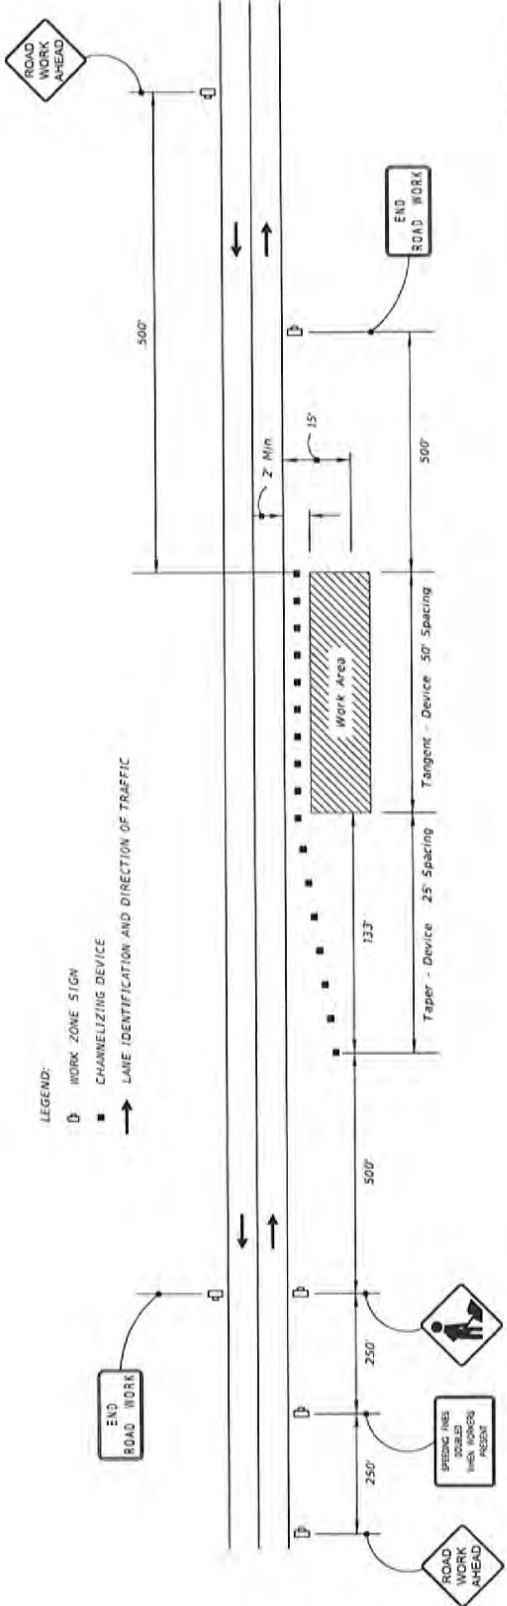 ROAD
WORK
AHEAD
500'
END
ROAD WORK
2' Min.
15'
500'
Work Area
Tangent - Device 50' Spacing
133'
Taper - Device 25' Spacing
LEGEND:
WORK ZONE SIGN
CHANNELIZING DEVICE
LANE IDENTIFICATION AND DIRECTION OF TRAFFIC
500'
END
ROAD WORK
250'
SPEEDING FINES
DOUBLED
WHEN WORKERS
PRESENT
250'
ROAD
WORK
AHEAD